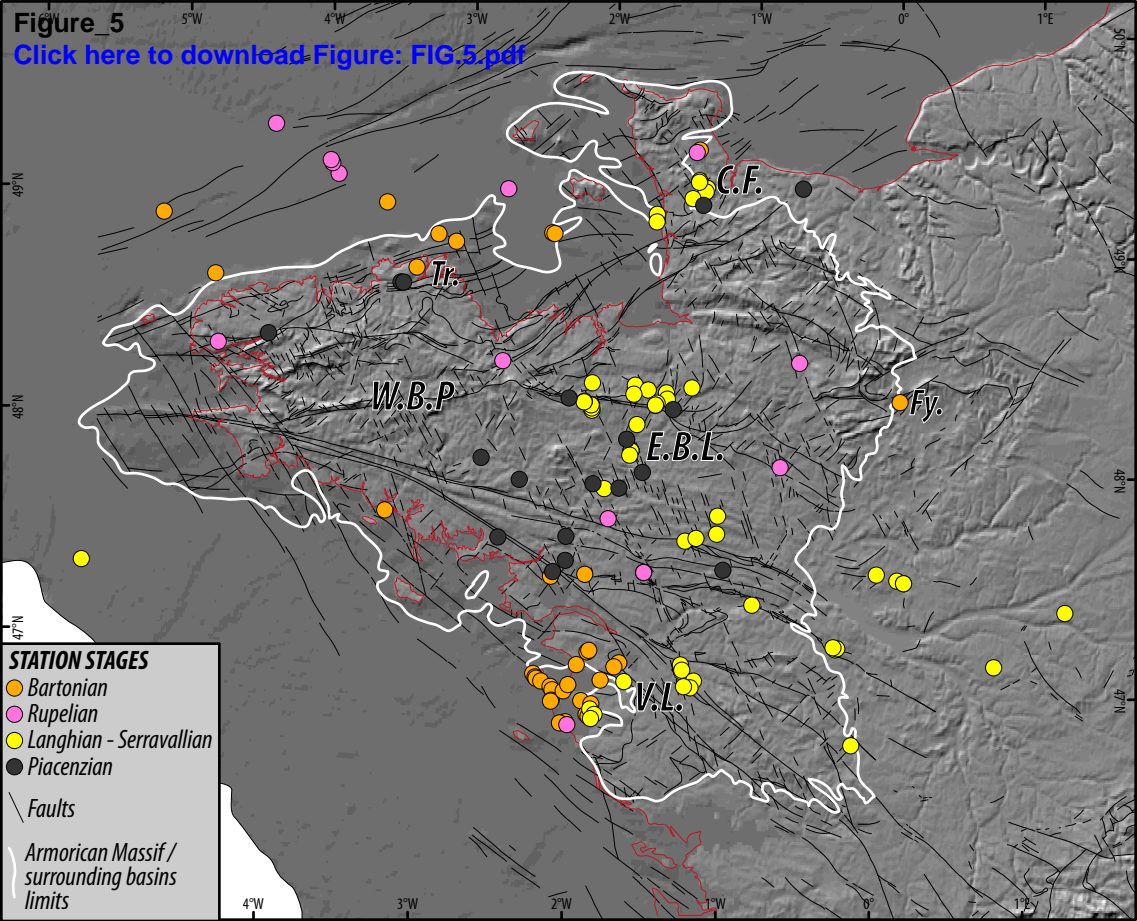 Figure_5
Click here to download Figure: FIG.5.pdf
6°W
5°W
4°W
3°W
2°W
1°W
0°
1°E
50°N
49°N
C.F.
49°N
Tr.
W.B.P
48°N
Fy.
E.B.L.
48°N
47°N
V.L.
47°N
STATION STAGES
Bartonian
Rupelian
Langhian - Serravallian
Piacenzian
Faults
Armorican Massif /
surrounding basins
limits
4°W
3°W
2°W
1°W
0°
1°E